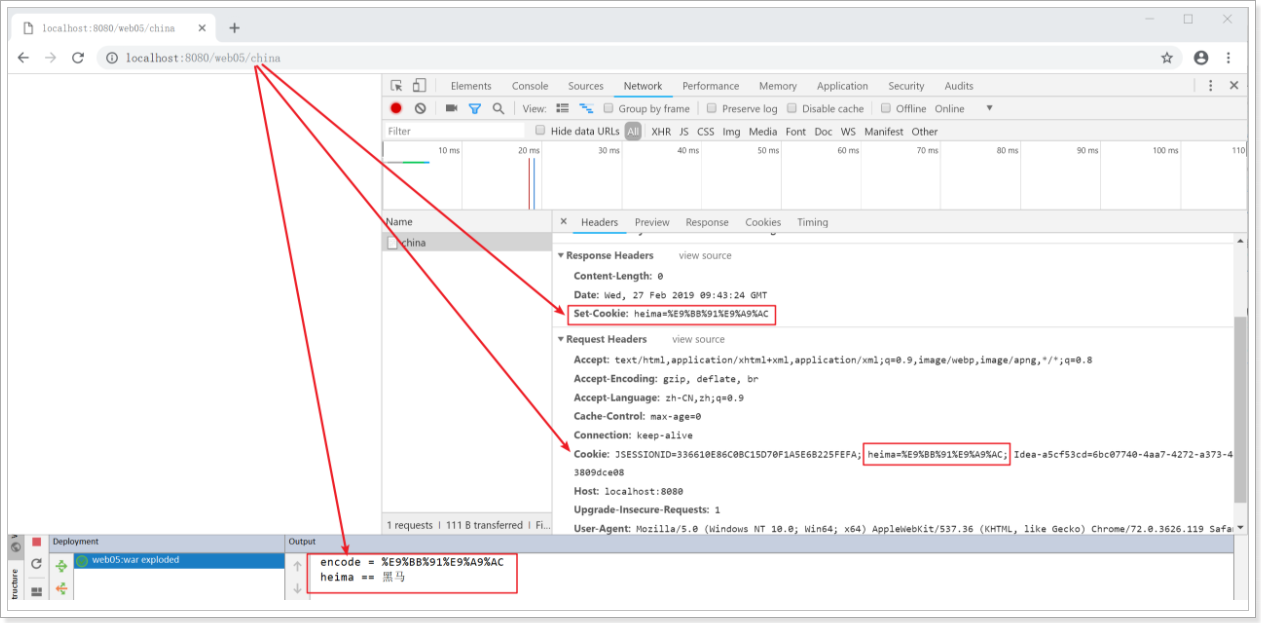 localhost:8080/web05/china
localhost:8080/web05/china
Elements Console Sources Network Performance Memory Application Security Audits
View: Group by frame Preserve log Disable cache Offline Online
Filter Hide data URLs All XHR JS CSS Img Media Font Doc WS Manifest Other
10 ms 20 ms 30 ms 40 ms 50 ms 60 ms 70 ms 80 ms 90 ms 100 ms 110
Name Headers Preview Response Cookies Timing
china
Response Headers view source
Content-Length: 0
Date: Wed, 27 Feb 2019 09:43:24 GMT
Set-Cookie: heima=%E9%BB%91%E9%A9%AC
Request Headers view source
Accept: text/html,application/xhtml+xml,application/xml;q=0.9,image/webp,image/apng,*/*;q=0.8
Accept-Encoding: gzip, deflate, br
Accept-Language: zh-CN,zh;q=0.9
Cache-Control: max-age=0
Connection: keep-alive
Cookie: JSESSIONID=336610E86C0BC15D70F1A5E6B225FEFA; heima=%E9%BB%91%E9%A9%AC; Idea-a5cf53cd=6bc07740-4aa7-4272-a373-4
3809dce08
Host: localhost:8080
Upgrade-Insecure-Requests: 1
User-Agent: Mozilla/5.0 (Windows NT 10.0; Win64; x64) AppleWebKit/537.36 (KHTML, like Gecko) Chrome/72.0.3626.119 Safa
1 requests | 111 B transferred | Fi...
Deployment Output
web05:war exploded
encode = %E9%BB%91%E9%A9%AC
heima == 黑马
ructure